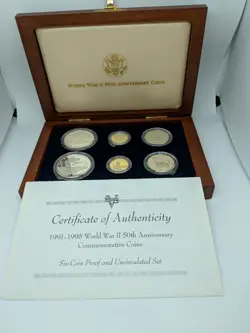 WORLD WAR II 50TH ANNIVERSARY COINS
Certificate of Authenticity
1991-1995 World War II 50th Anniversary
Commemorative Coins
Six-Coin Proof and Uncirculated Set